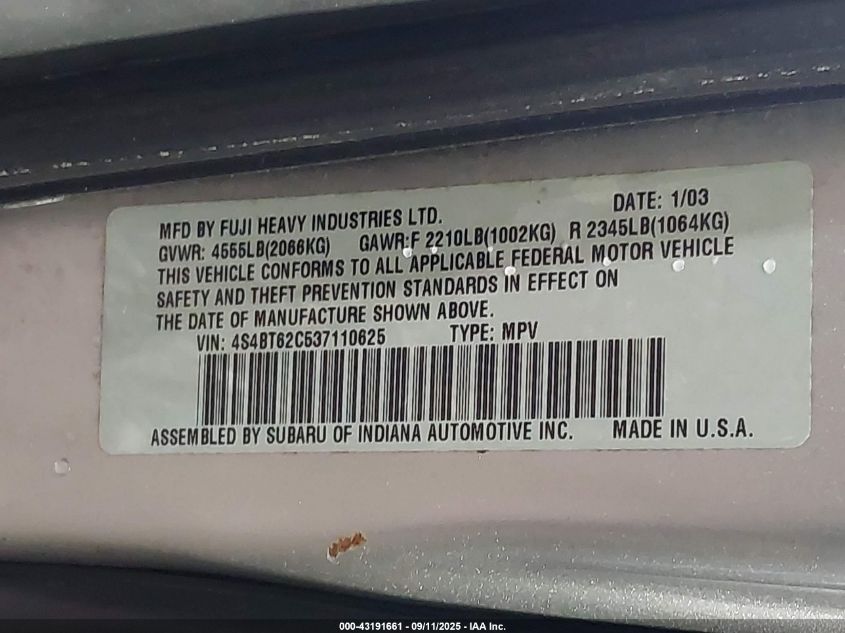 DATE: 1/03
MFD BY FUJI HEAVY INDUSTRIES LTD.
GVWR: 4555LB(2066KG) GAWR:F 2210LB(1002KG) R 2345LB(1064KG)
THIS VEHICLE CONFORMS TO ALL APPLICABLE FEDERAL MOTOR VEHICLE
SAFETY AND THEFT PREVENTION STANDARDS IN EFFECT ON
THE DATE OF MANUFACTURE SHOWN ABOVE.
VIN: 4S4BT62C537110625 TYPE: MPV
ASSEMBLED BY SUBARU OF INDIANA AUTOMOTIVE INC. MADE IN U.S.A.
000-43191661 - 09/11/2025 - IAA Inc.